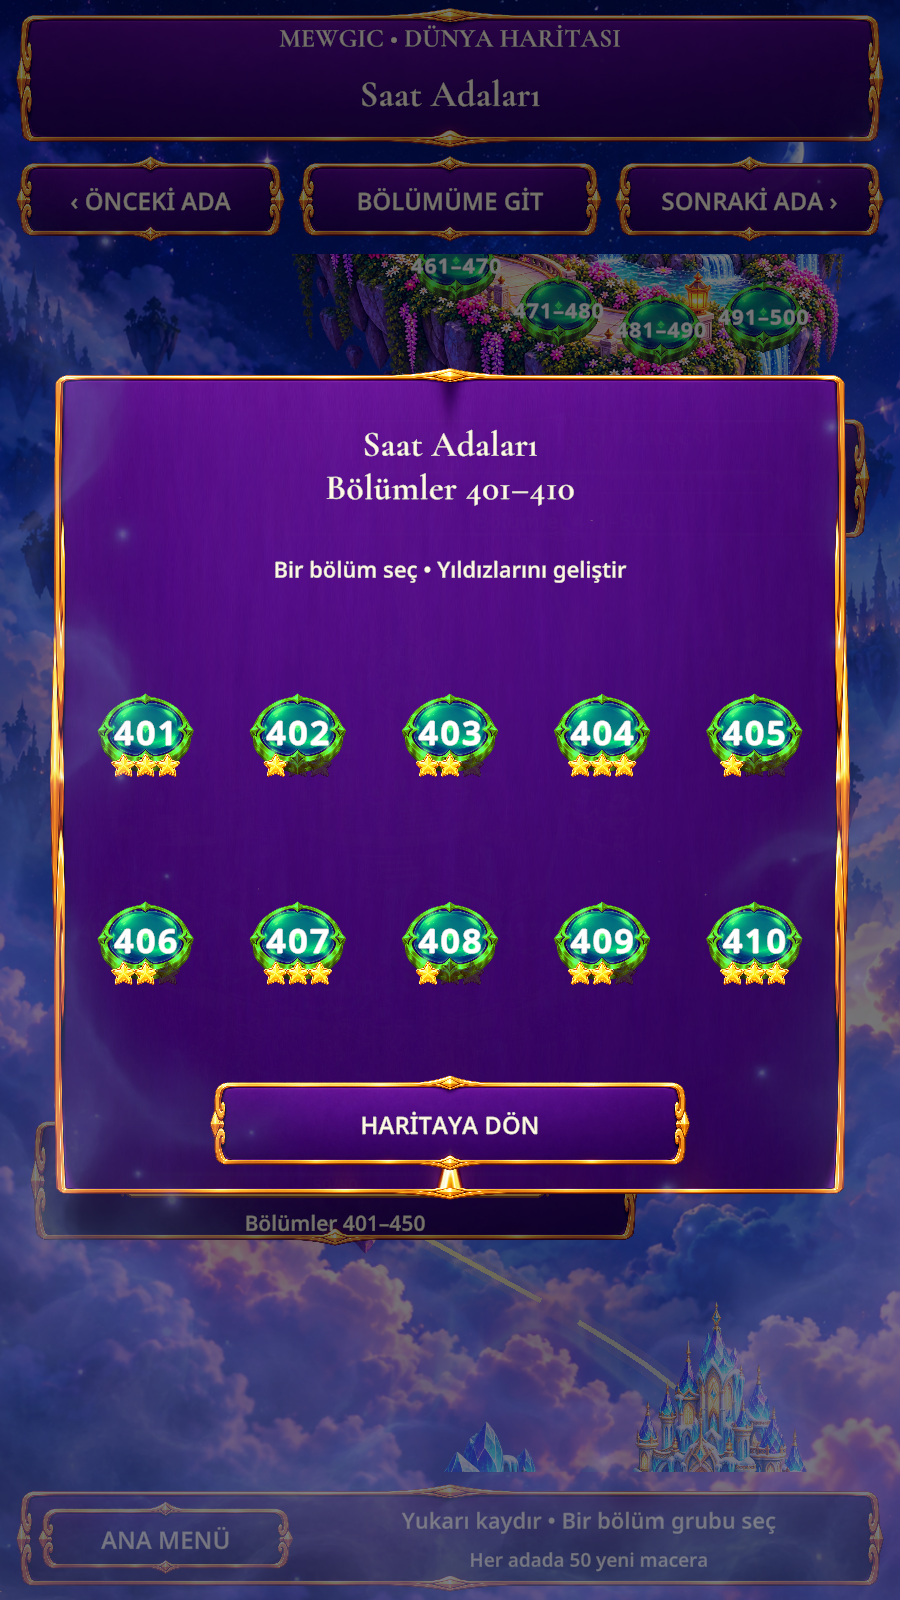 MEWGIC • DÜNYA HARİTASI
Saat Adaları
‹ ÖNCEKİ ADA
BÖLÜMÜME GİT
SONRAKİ ADA ›
461–470
471–480
481–490
491–500
Saat Adaları
Bölümler 401–410
Bir bölüm seç • Yıldızlarını geliştir
401
402
403
404
405
406
407
408
409
410
HARİTAYA DÖN
Bölümler 401–450
ANA MENÜ
Yukarı kaydır • Bir bölüm grubu seç
Her adada 50 yeni macera